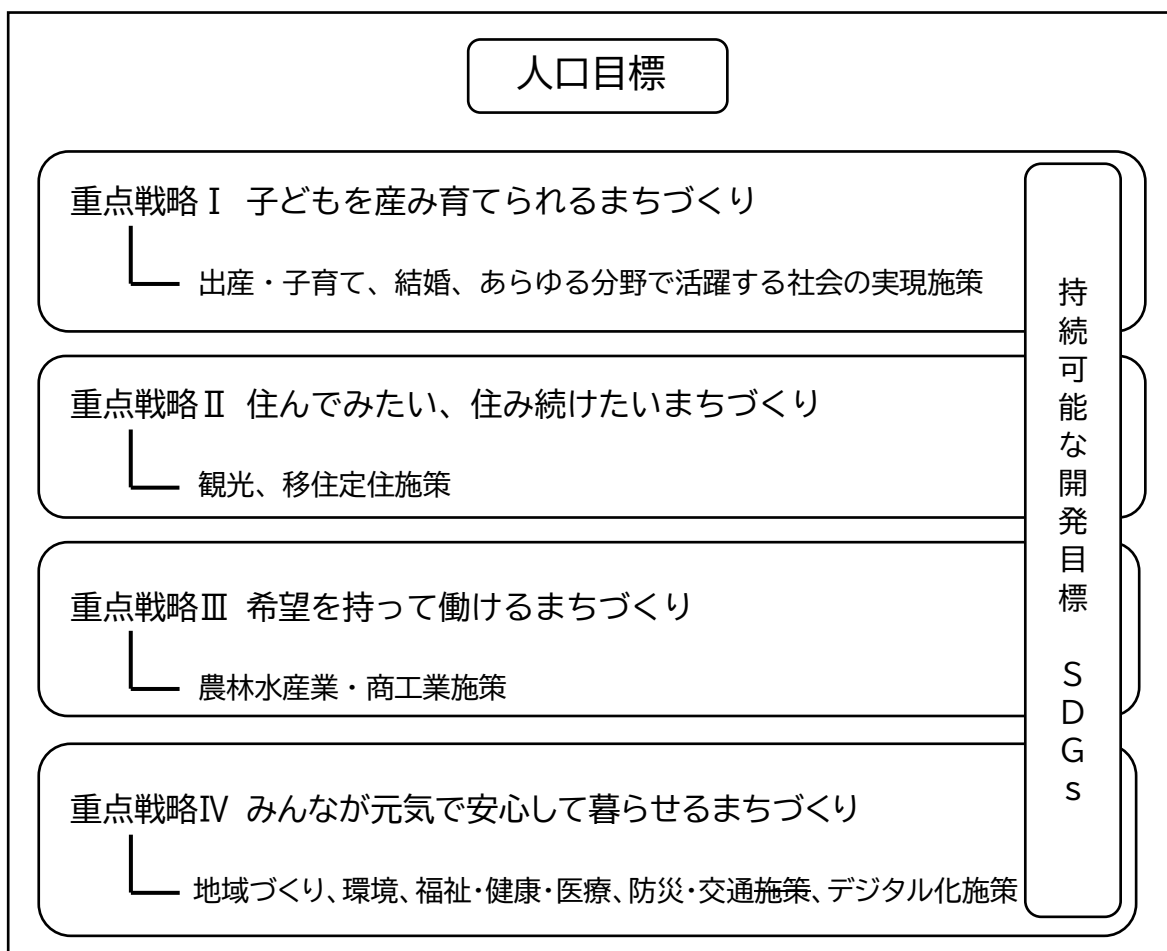 人口目標
重点戦略Ⅰ 子どもを産み育てられるまちづくり
出産・子育て、結婚、あらゆる分野で活躍する社会の実現施策
重点戦略Ⅱ 住んでみたい、住み続けたいまちづくり
観光、移住定住施策
重点戦略Ⅲ 希望を持って働けるまちづくり
農林水産業・商工業施策
重点戦略Ⅳ みんなが元気で安心して暮らせるまちづくり
地域づくり、環境、福祉・健康・医療、防災・交通施策、デジタル化施策
持続可能な開発目標 SDGs